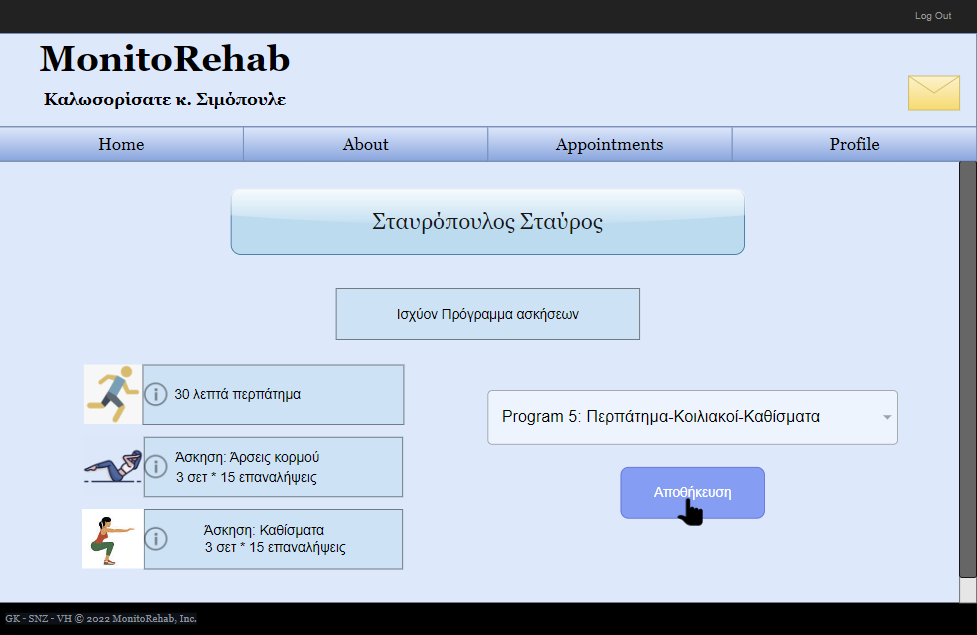 Log Out
MonitoRehab
Καλωσορίσατε κ. Σιμόπουλε
Home
About
Appointments
Profile
Σταυρόπουλος Σταύρος
Ισχύον Πρόγραμμα ασκήσεων
30 λεπτά περπάτημα
Άσκηση: Άρσεις κορμού
3 σετ * 15 επαναλήψεις
Άσκηση: Καθίσματα
3 σετ * 15 επαναλήψεις
Program 5: Περπάτημα-Κοιλιακοί-Καθίσματα
Αποθήκευση
GK - SNZ - VH © 2022 MonitoRehab, Inc.